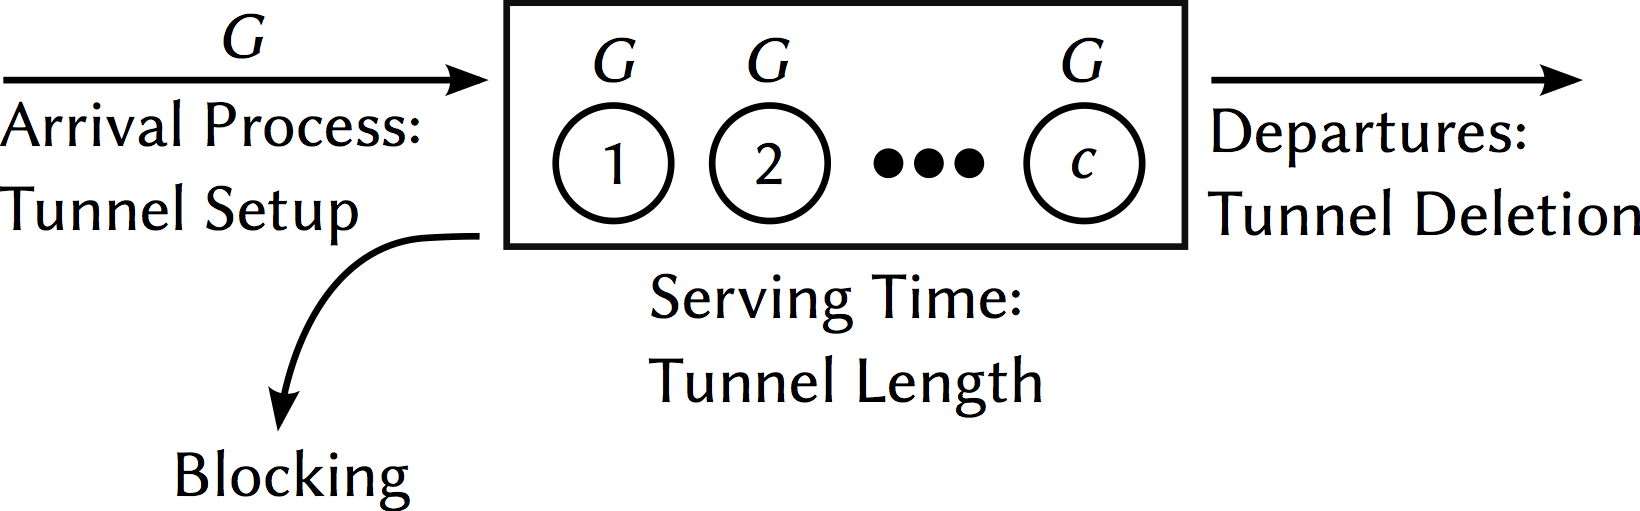 G
Arrival Process:
Tunnel Setup
Blocking
G G G
1 2 c
Serving Time:
Tunnel Length
Departures:
Tunnel Deletion